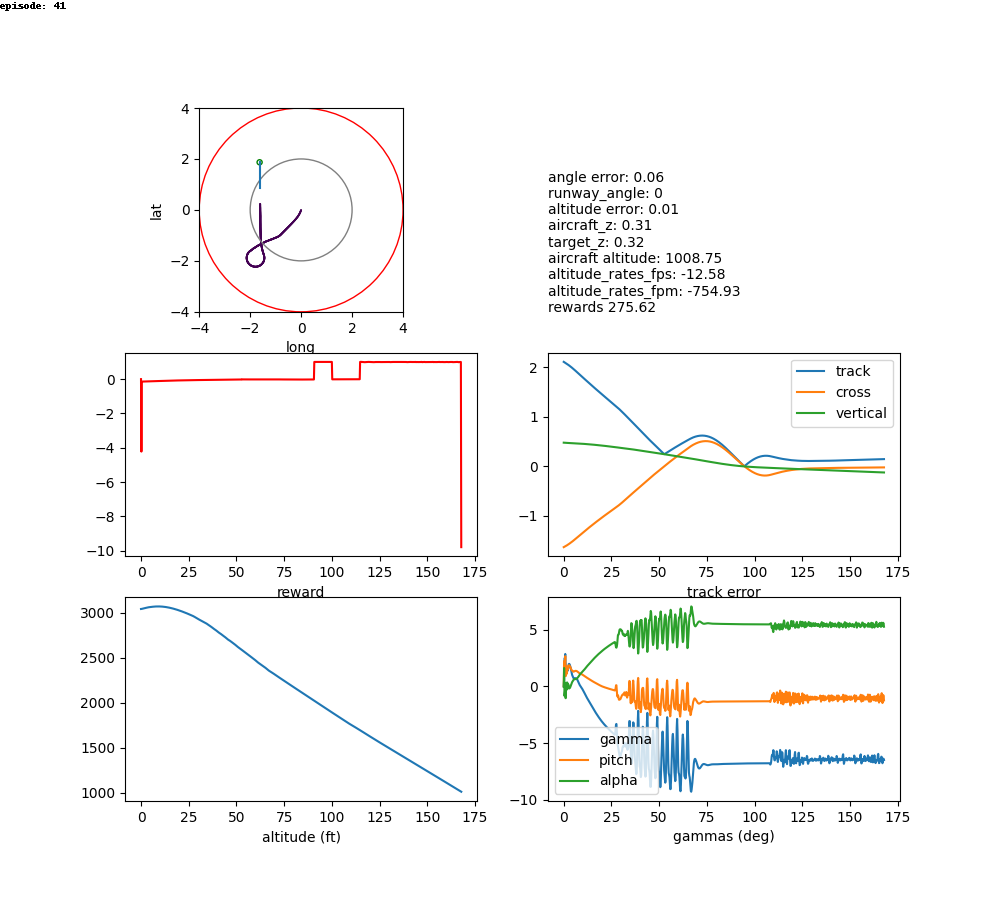 episode: 41
4
2
0
−2
−4
lat
−4 −2 0 2 4
long
angle error: 0.06
runway_angle: 0
altitude error: 0.01
aircraft_z: 0.31
target_z: 0.32
aircraft altitude: 1008.75
altitude_rates_fps: -12.58
altitude_rates_fpm: -754.93
rewards 275.62
0
−2
−4
−6
−8
−10
0 25 50 75 100 125 150 175
reward
2
1
0
−1
track
cross
vertical
0 25 50 75 100 125 150 175
track error
3000
2500
2000
1500
1000
0 25 50 75 100 125 150 175
altitude (ft)
5
0
−5
−10
gamma
pitch
alpha
0 25 50 75 100 125 150 175
gammas (deg)